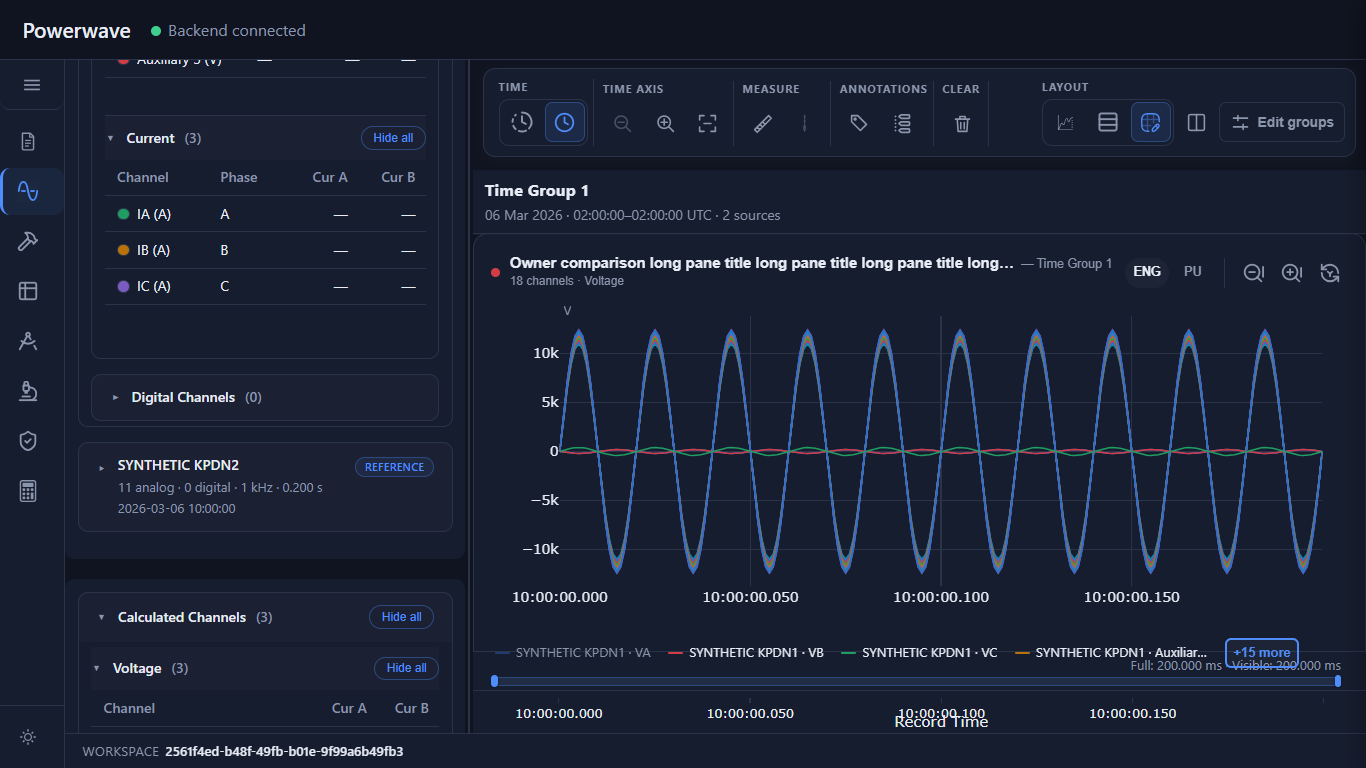 Powerwave
Backend connected
Auxiliary 3 (V) — — —
Current (3) Hide all
Channel Phase Cur A Cur B
IA (A) A — —
IB (A) B — —
IC (A) C — —
Digital Channels (0)
SYNTHETIC KPDN2 REFERENCE
11 analog · 0 digital · 1 kHz · 0.200 s
2026-03-06 10:00:00
Calculated Channels (3) Hide all
Voltage (3) Hide all
Channel Cur A Cur B
TIME TIME AXIS MEASURE ANNOTATIONS CLEAR LAYOUT
Edit groups
Time Group 1
06 Mar 2026 · 02:00:00–02:00:00 UTC · 2 sources
Owner comparison long pane title long pane title long pane title long… — Time Group 1
18 channels · Voltage
ENG PU
V
10k
5k
0
−5k
−10k
10:00:00.000 10:00:00.050 10:00:00.100 10:00:00.150
SYNTHETIC KPDN1 · VA SYNTHETIC KPDN1 · VB SYNTHETIC KPDN1 · VC SYNTHETIC KPDN1 · Auxiliar... +15 more
Full: 200.000 ms Visible: 200.000 ms
10:00:00.000 10:00:00.050 10:00:00.100 10:00:00.150
Record Time
WORKSPACE 2561f4ed-b48f-49fb-b01e-9f99a6b49fb3